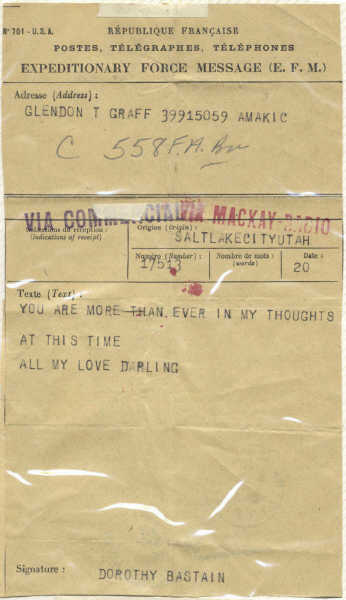 Nº 701 - U.S.A.
RÉPUBLIQUE FRANÇAISE
POSTES, TÉLÉGRAPHES, TÉLÉPHONES
EXPEDITIONARY FORCE MESSAGE (E. F. M.)
Adresse (Address) :
GLENDON T GRAFF 39915059 AMAKIC
C 558 F.A. Bn
VIA MACKAY RADIO
Indications de réception :
(Indications of receipt)
Origine (Origin) :
SALTLAKECITYUTAH
Numéro (Number) :
Nombre de mots :
(words)
Date :
20
Texte (Text) :
YOU ARE MORE THAN EVER IN MY THOUGHTS
AT THIS TIME
ALL MY LOVE DARLING
Signature :
DOROTHY BASTAIN